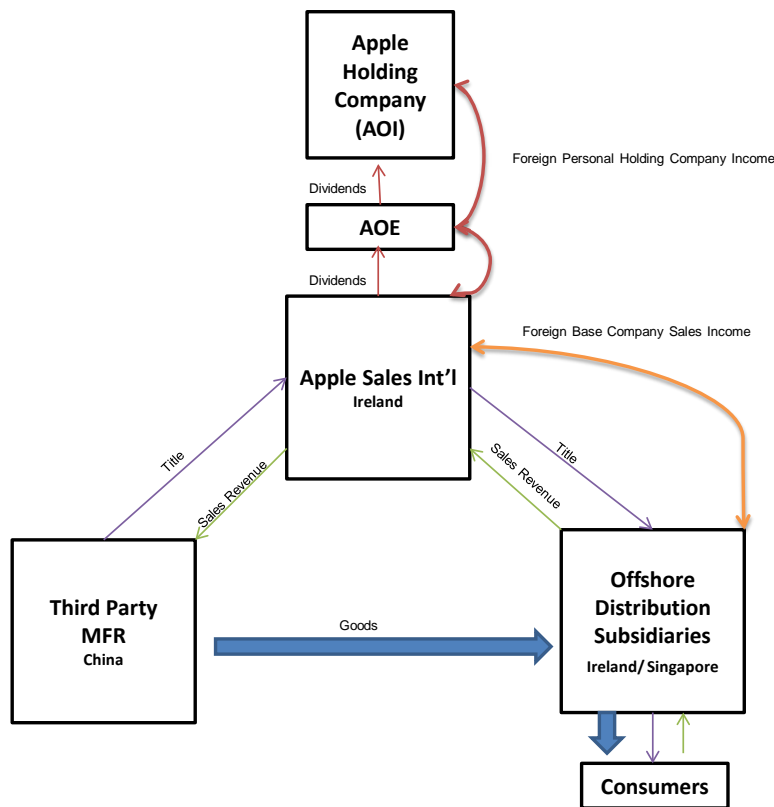 Apple
Holding
Company
(AOI)
Foreign Personal Holding Company Income
Dividends
AOE
Dividends
Foreign Base Company Sales Income
Apple Sales Int’l
Ireland
Title
Sales Revenue
Sales Revenue
Title
Third Party
MFR
China
Goods
Offshore
Distribution
Subsidiaries
Ireland/ Singapore
Consumers